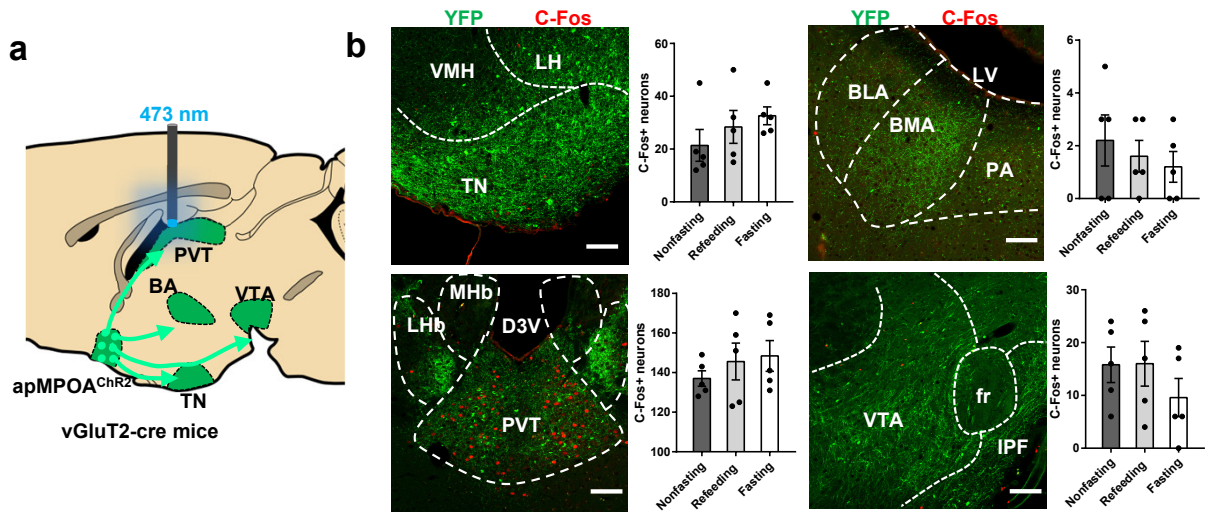 a
473 nm
PVT
BA
VTA
apMPOAChR2
TN
vGluT2-cre mice
b
YFP C-Fos
VMH
LH
TN
C-Fos+ neurons
60
40
20
0
Nonfasting
Refeeding
Fasting
YFP C-Fos
BLA
LV
BMA
PA
C-Fos+ neurons
6
4
2
0
Nonfasting
Refeeding
Fasting
MHb
LHb
D3V
PVT
C-Fos+ neurons
180
160
140
120
100
Nonfasting
Refeeding
Fasting
VTA
fr
IPF
C-Fos+ neurons
30
20
10
0
Nonfasting
Refeeding
Fasting